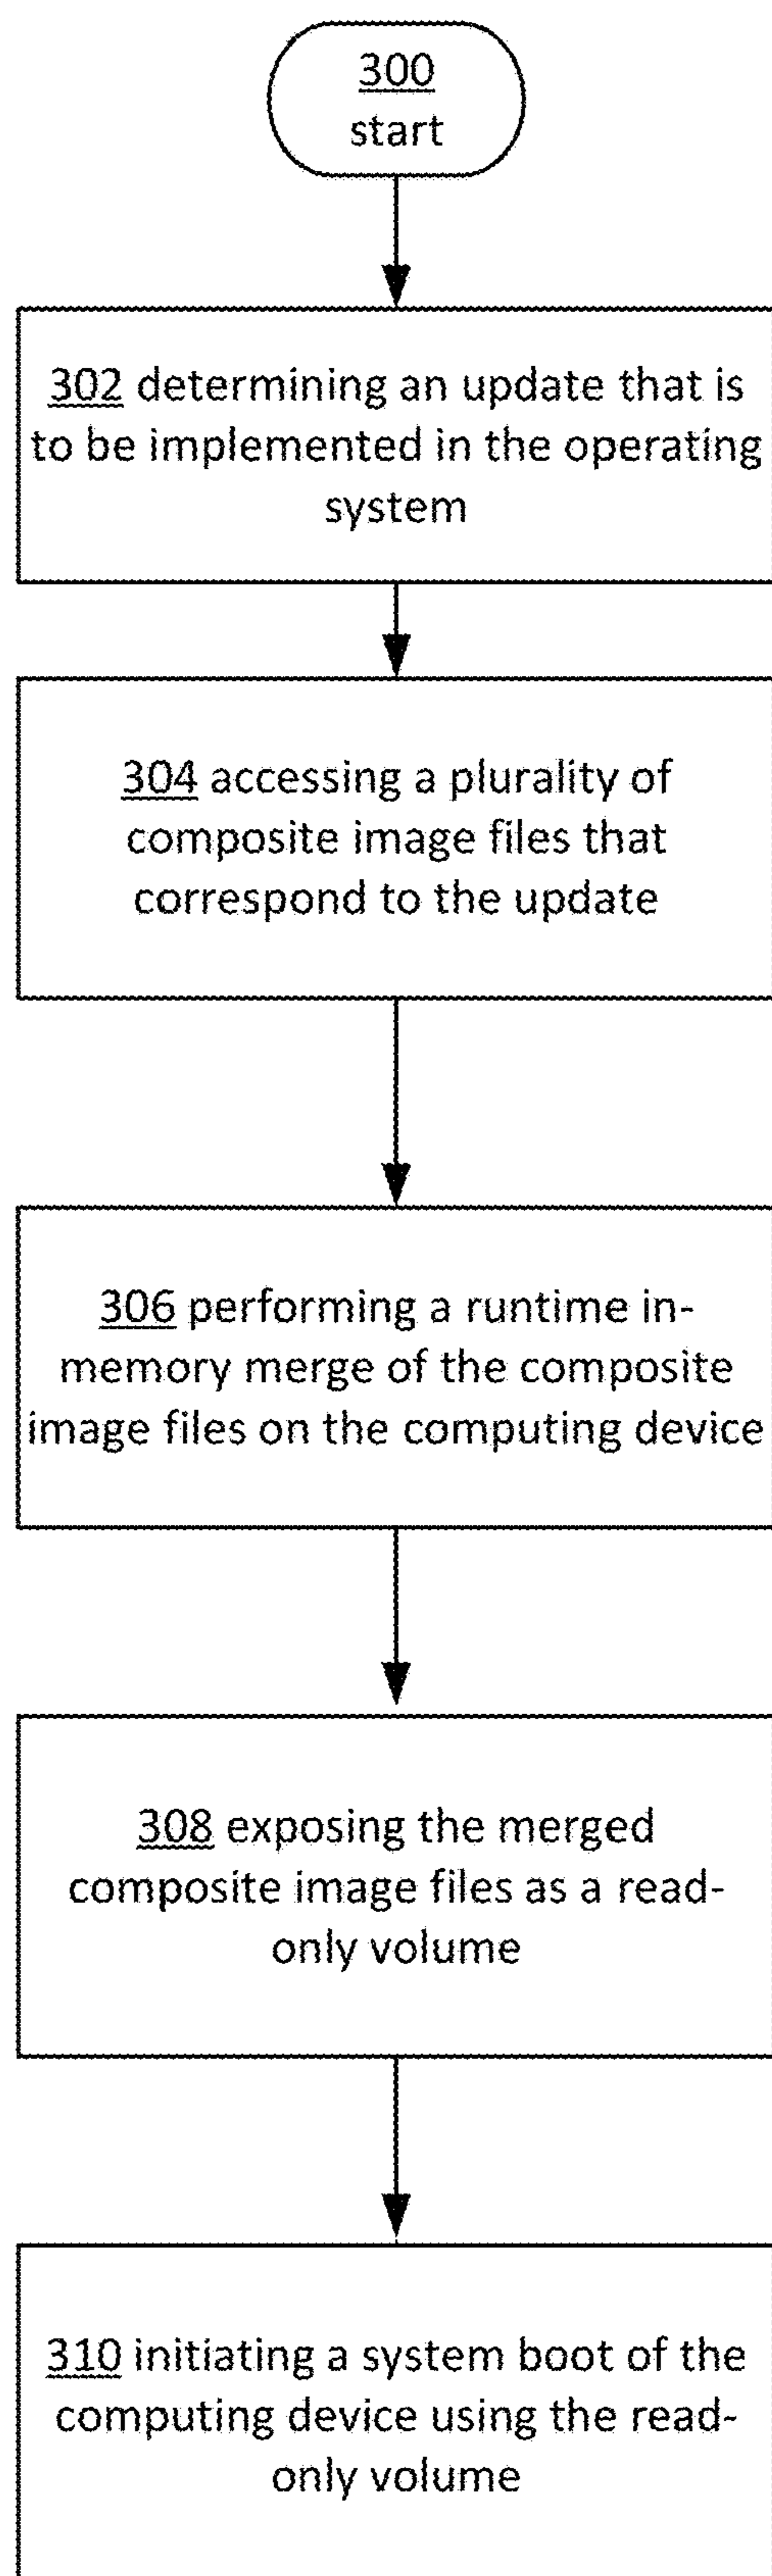 300
start
302 determining an update that is
to be implemented in the operating
system
304 accessing a plurality of
composite image files that
correspond to the update
306 performing a runtime in-
memory merge of the composite
image files on the computing device
308 exposing the merged
composite image files as a read-
only volume
310 initiating a system boot of the
computing device using the read-
only volume